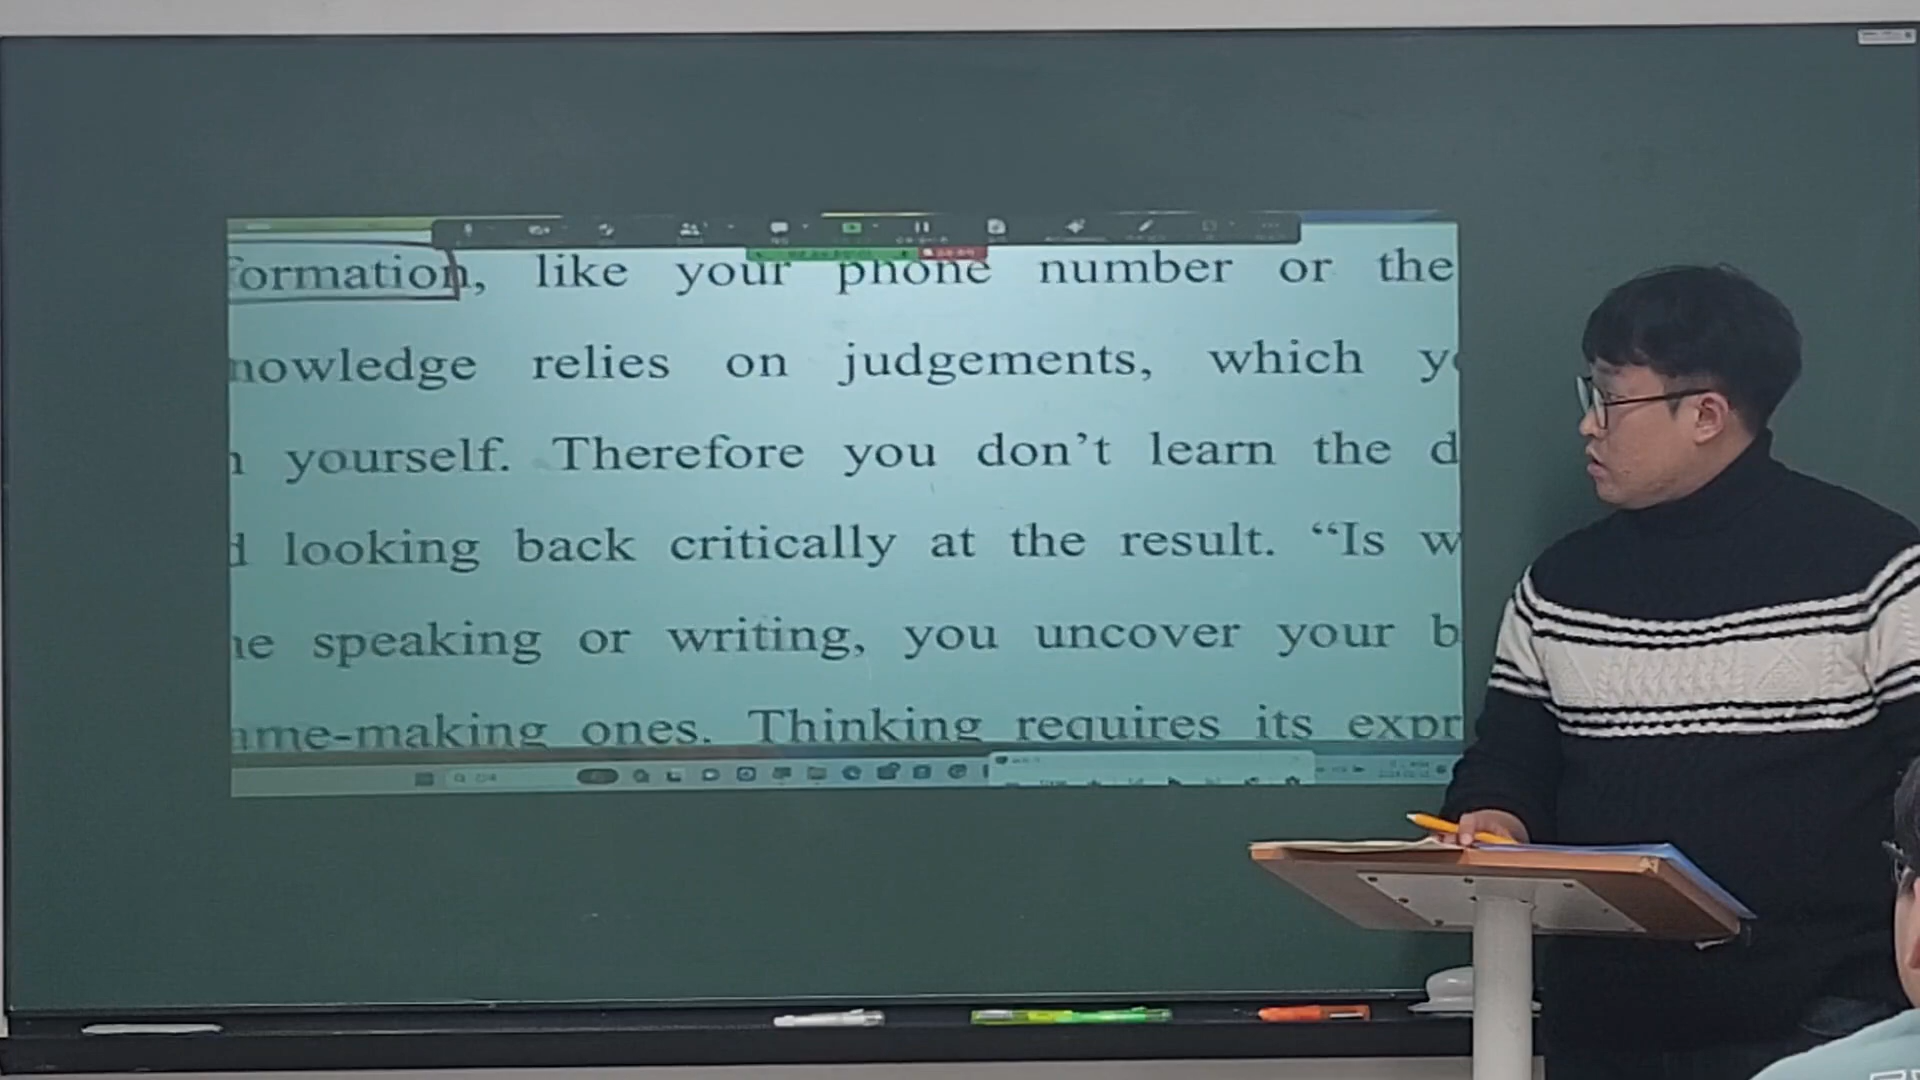 formation, like your phone number or the
nowledge relies on judgements, which
yourself. Therefore you don't learn the
looking back critically at the result. “Is
speaking or writing, you uncover your
ame-making ones. Thinking requires its expr